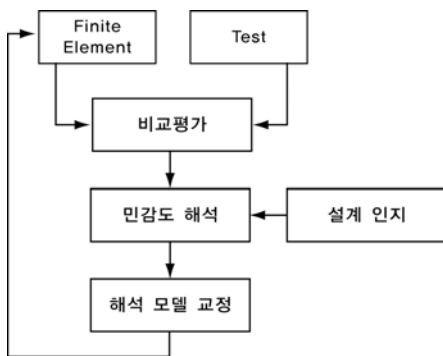 Finite
Element
Test
비교평가
민감도 해석
설계 인지
해석 모델 교정